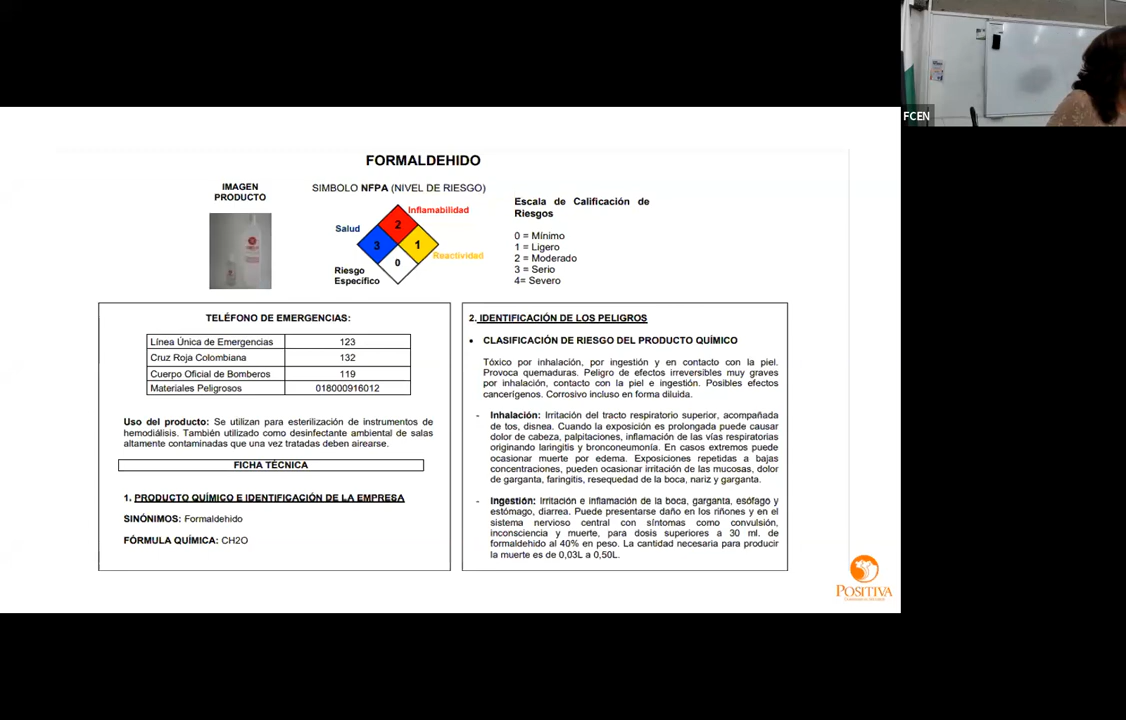 FCEN
FORMALDEHIDO
IMAGEN
PRODUCTO
SIMBOLO NFPA (NIVEL DE RIESGO)
Inflamabilidad
Salud
2
3
1
0
Reactividad
Riesgo
Específico
Escala de Calificación de
Riesgos
0 = Mínimo
1 = Ligero
2 = Moderado
3 = Serio
4= Severo
TELÉFONO DE EMERGENCIAS:
Línea Única de Emergencias 123
Cruz Roja Colombiana 132
Cuerpo Oficial de Bomberos 119
Materiales Peligrosos 018000916012
Uso del producto: Se utilizan para esterilización de instrumentos de
hemodiálisis. También utilizado como desinfectante ambiental de salas
altamente contaminadas que una vez tratadas deben airearse.
FICHA TÉCNICA
1. PRODUCTO QUÍMICO E IDENTIFICACIÓN DE LA EMPRESA
SINÓNIMOS: Formaldehido
FÓRMULA QUÍMICA: CH2O
2. IDENTIFICACIÓN DE LOS PELIGROS
• CLASIFICACIÓN DE RIESGO DEL PRODUCTO QUÍMICO
Tóxico por inhalación, por ingestión y en contacto con la piel.
Provoca quemaduras. Peligro de efectos irreversibles muy graves
por inhalación, contacto con la piel e ingestión. Posibles efectos
cancerígenos. Corrosivo incluso en forma diluida.
- Inhalación: Irritación del tracto respiratorio superior, acompañada
de tos, disnea. Cuando la exposición es prolongada puede causar
dolor de cabeza, palpitaciones, inflamación de las vías respiratorias
originando laringitis y bronconeumonía. En casos extremos puede
ocasionar muerte por edema. Exposiciones repetidas a bajas
concentraciones, pueden ocasionar irritación de las mucosas, dolor
de garganta, faringitis, resequedad de la boca, nariz y garganta.
- Ingestión: Irritación e inflamación de la boca, garganta, esófago y
estómago, diarrea. Puede presentarse daño en los riñones y en el
sistema nervioso central con síntomas como convulsión,
inconsciencia y muerte, para dosis superiores a 30 ml. de
formaldehido al 40% en peso. La cantidad necesaria para producir
la muerte es de 0,03L a 0,50L.
POSITIVA